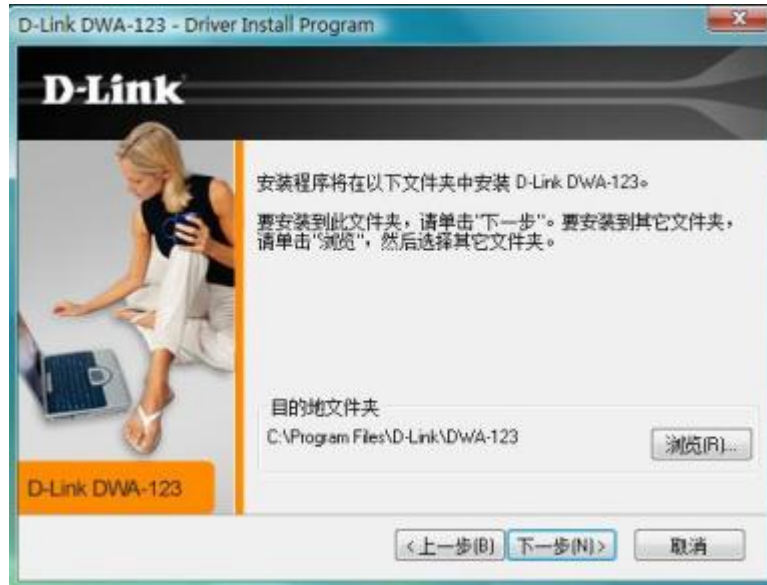 D-Link DWA-123 - Driver Install Program
D-Link
安装程序将在以下文件夹中安装 D-Link DWA-123。
要安装到此文件夹，请单击"下一步"。要安装到其它文件夹，
请单击"浏览"，然后选择其它文件夹。
目的地文件夹
C:\Program Files\D-Link\DWA-123
浏览(R)...
D-Link DWA-123
<上一步(B)
下一步(N)>
取消